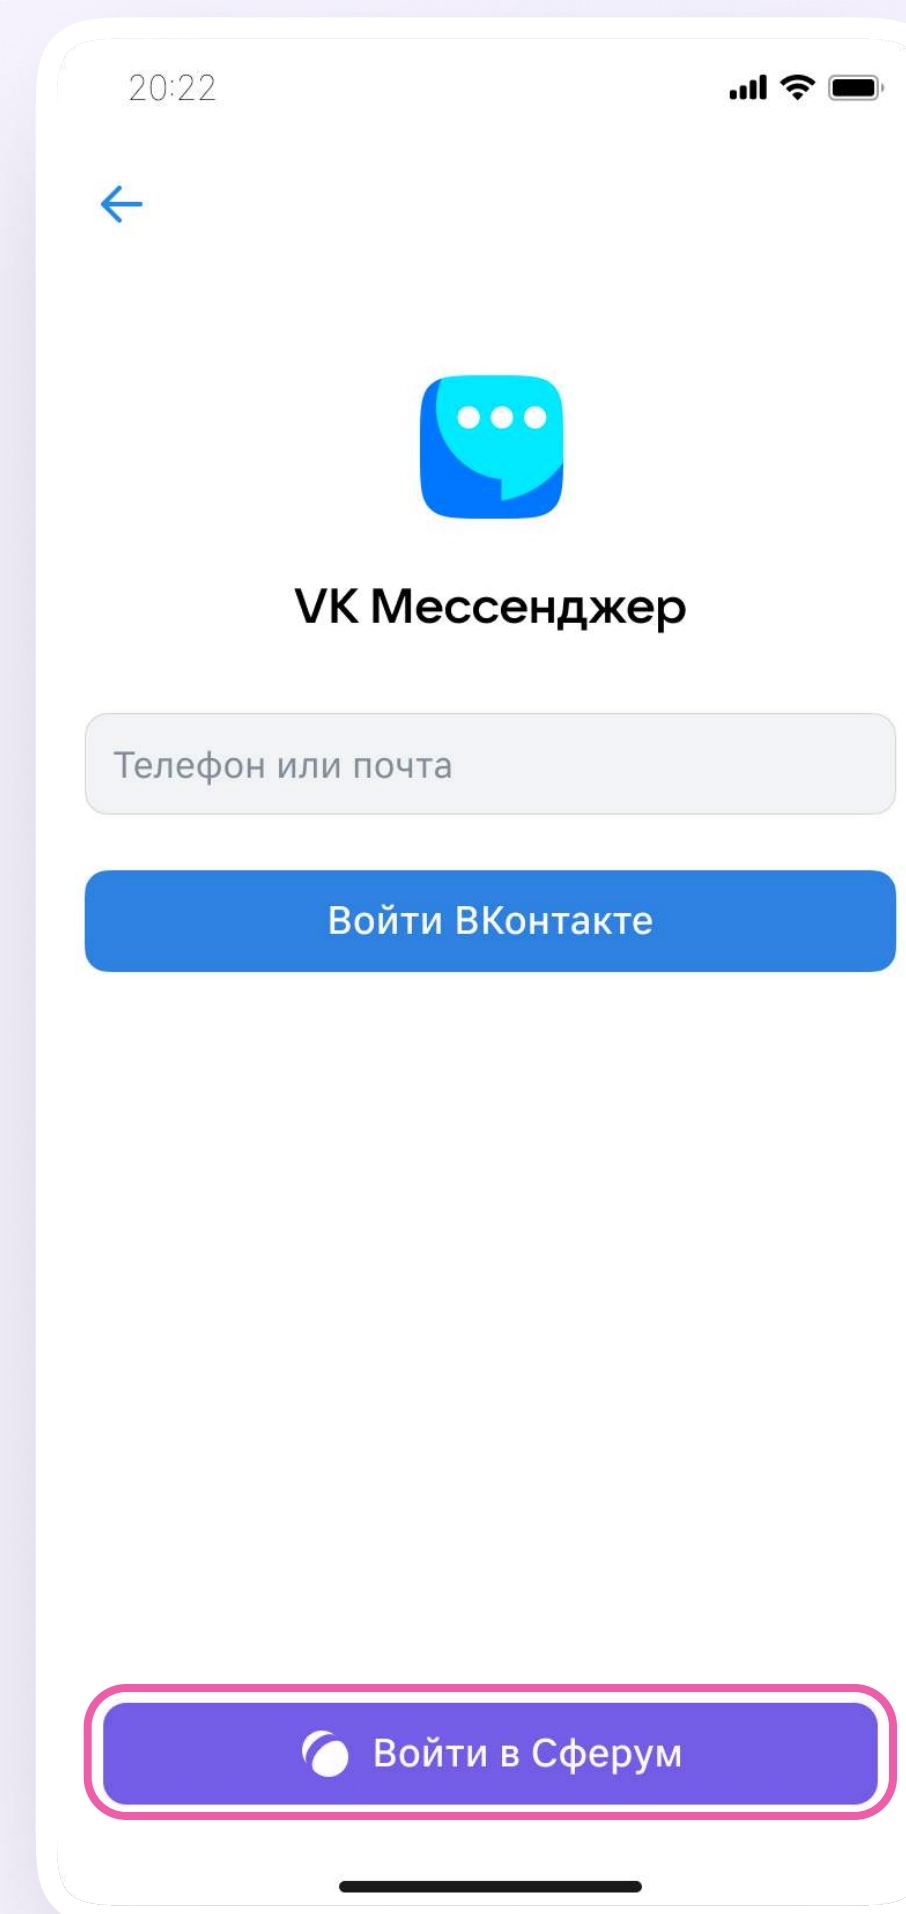 20:22
VK Мессенджер
Телефон или почта
Войти ВКонтакте
Войти в Сферум